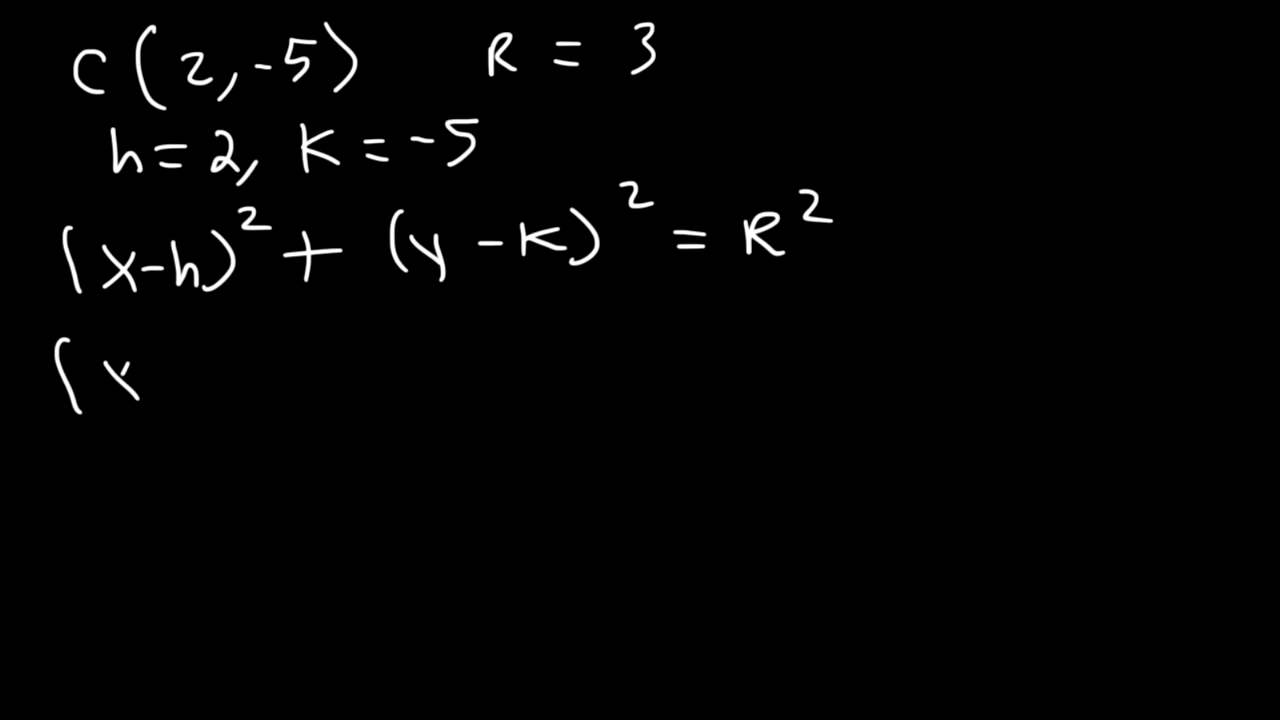 C (2, -5) R = 3
h = 2, K = -5
(x - h)² + (y - K)² = R²
(x